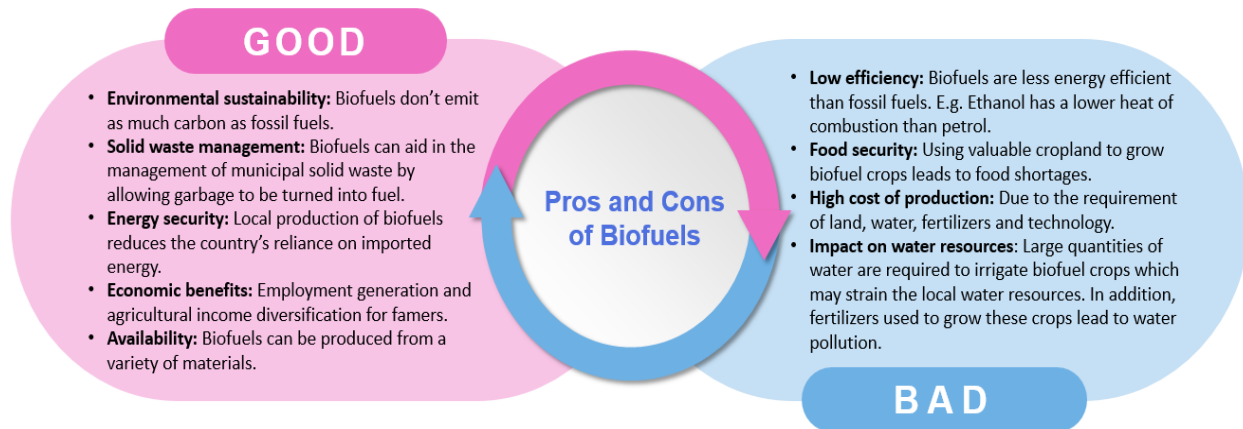 GOOD
• Environmental sustainability: Biofuels don’t emit
as much carbon as fossil fuels.
• Solid waste management: Biofuels can aid in the
management of municipal solid waste by
allowing garbage to be turned into fuel.
• Energy security: Local production of biofuels
reduces the country’s reliance on imported
energy.
• Economic benefits: Employment generation and
agricultural income diversification for famers.
• Availability: Biofuels can be produced from a
variety of materials.
Pros and Cons
of Biofuels
• Low efficiency: Biofuels are less energy efficient
than fossil fuels. E.g. Ethanol has a lower heat of
combustion than petrol.
• Food security: Using valuable cropland to grow
biofuel crops leads to food shortages.
• High cost of production: Due to the requirement
of land, water, fertilizers and technology.
• Impact on water resources: Large quantities of
water are required to irrigate biofuel crops which
may strain the local water resources. In addition,
fertilizers used to grow these crops lead to water
pollution.
BAD